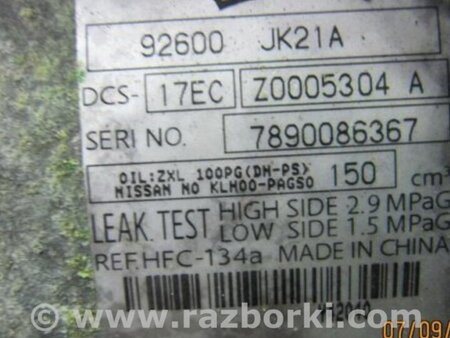 92600 JK21A
DCS- 17EC Z0005304 A
SERI NO. 7890086367
OIL:ZXL 100PG(DH-PS) 150 cm³
NISSAN NO KLH00-PAGS0
LEAK. TEST HIGH SIDE 2.9 MPaG
LOW SIDE 1.5 MPaG
REF.HFC-134a MADE IN CHINA
www.razborki.com
07/09/